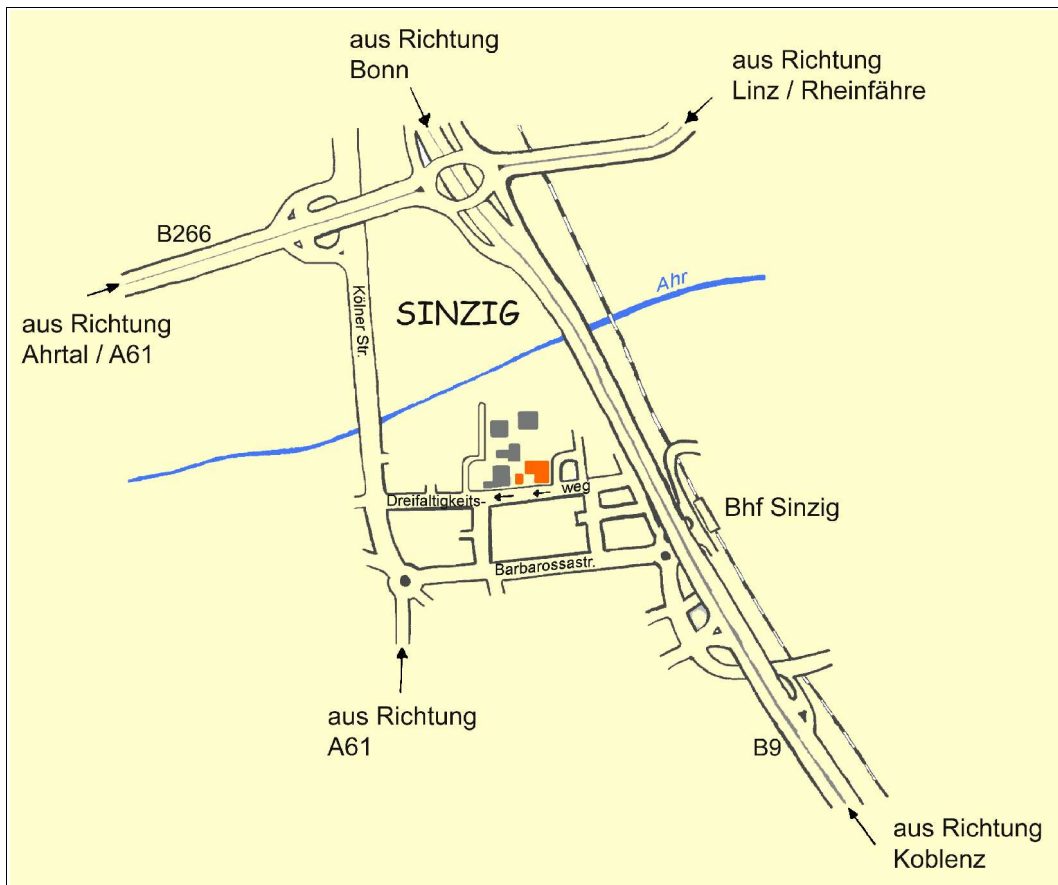 aus Richtung
Bonn
aus Richtung
Linz / Rheinfähre
B266
Ahr
Kölner Str.
SINZIG
aus Richtung
Ahrtal / A61
Dreifaltigkeits-
weg
Bhf Sinzig
Barbarossastr.
aus Richtung
A61
B9
aus Richtung
Koblenz